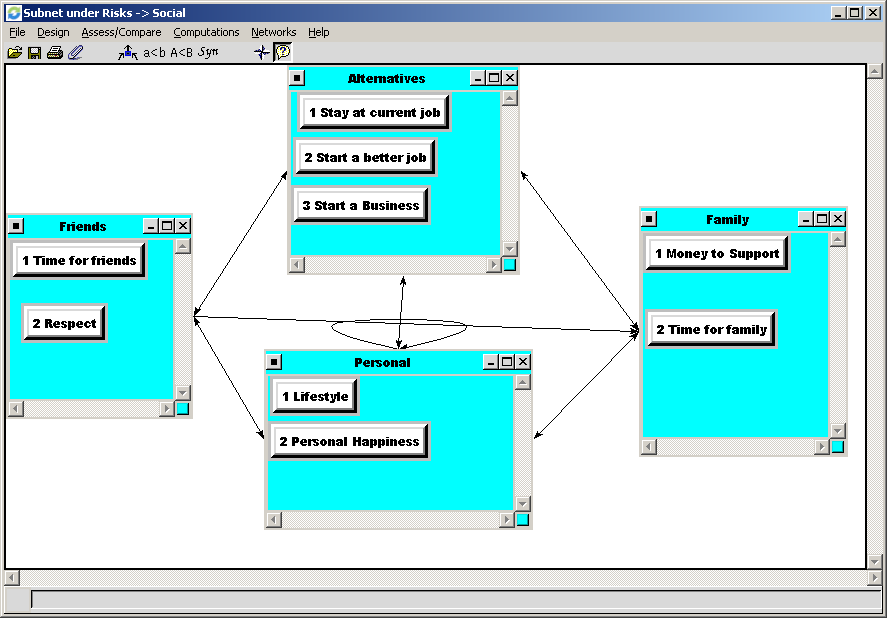 Subnet under Risks -> Social
File Design Assess/Compare Computations Networks Help
a<b A<B Syn
Alternatives
1 Stay at current job
2 Start a better job
3 Start a Business
Friends
1 Time for friends
2 Respect
Family
1 Money to Support
2 Time for family
Personal
1 Lifestyle
2 Personal Happiness